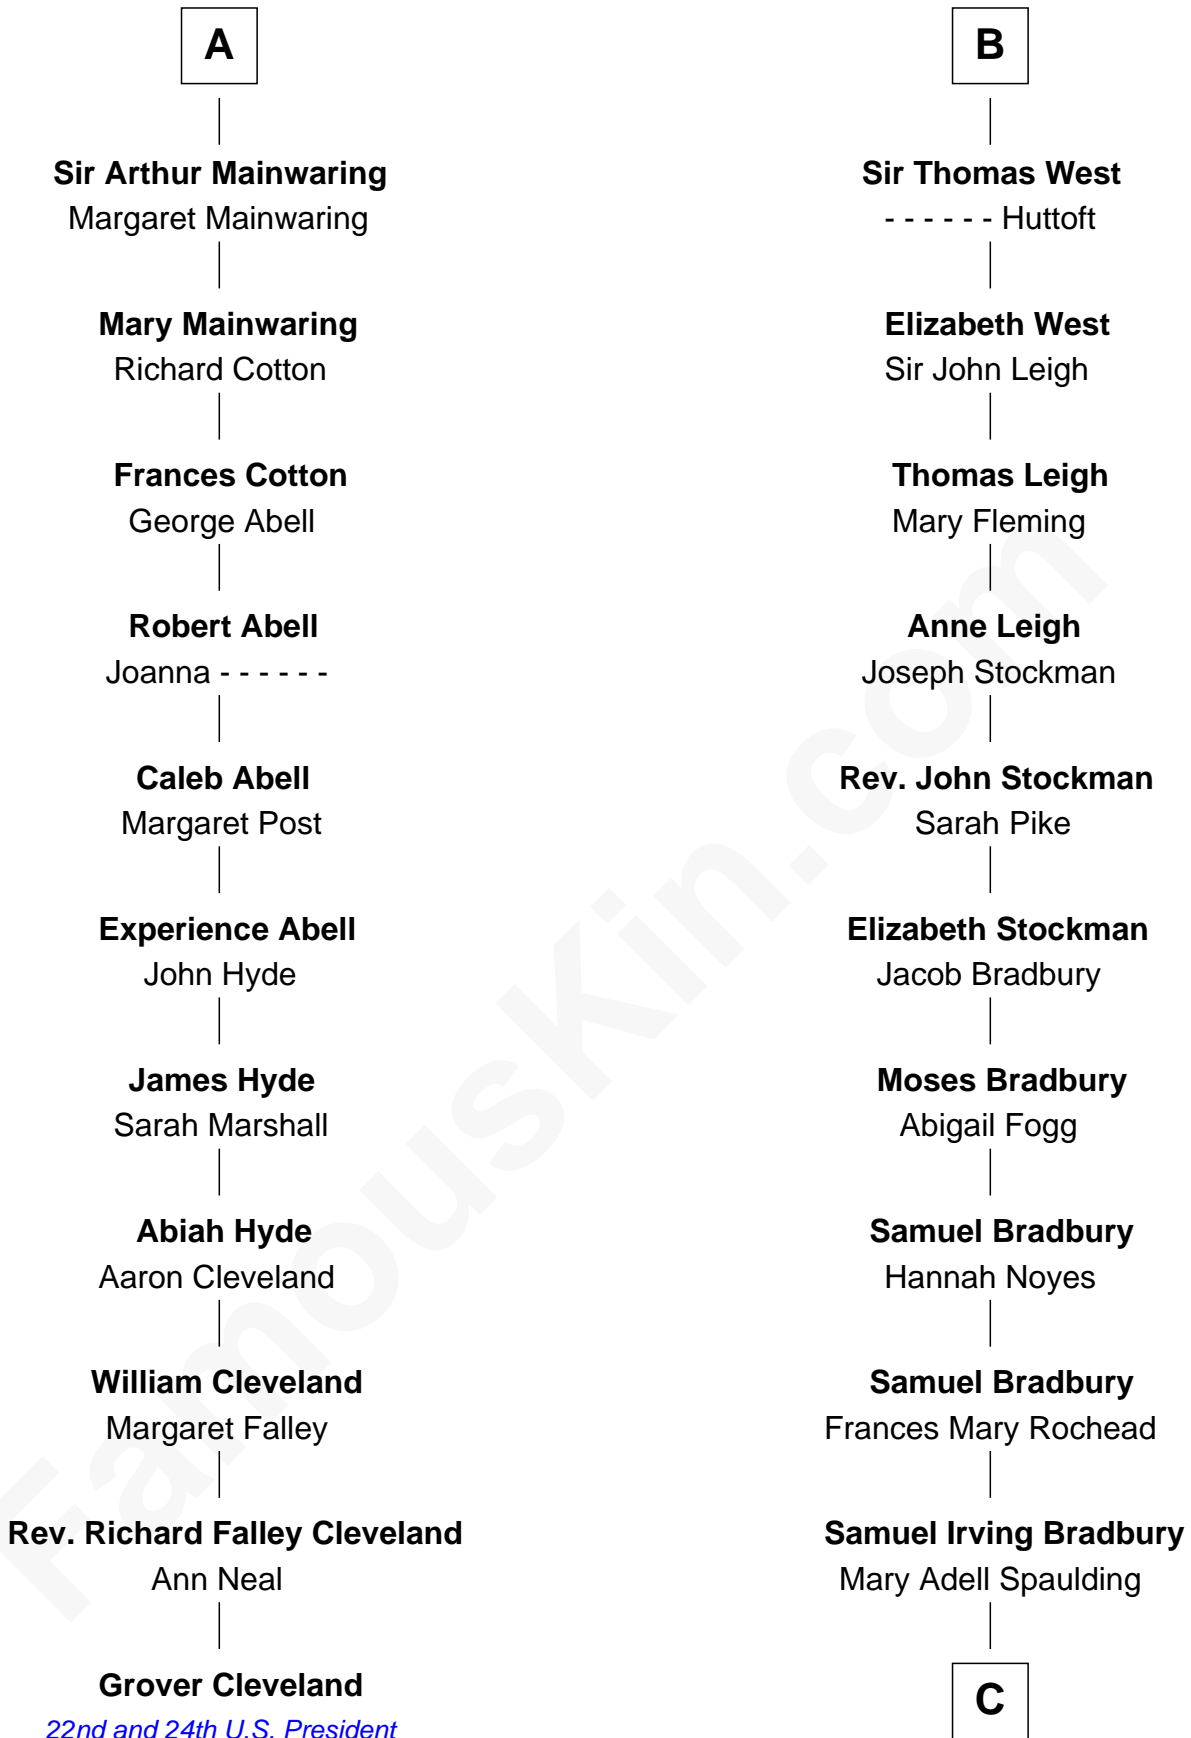 A
Sir Arthur Mainwaring
Margaret Mainwaring
Mary Mainwaring
Richard Cotton
Frances Cotton
George Abell
Robert Abell
Joanna - - - - - -
Caleb Abell
Margaret Post
Experience Abell
John Hyde
James Hyde
Sarah Marshall
Abiah Hyde
Aaron Cleveland
William Cleveland
Margaret Falley
Rev. Richard Falley Cleveland
Ann Neal
Grover Cleveland
22nd and 24th U.S. President
B
Sir Thomas West
- - - - - - Huttoft
Elizabeth West
Sir John Leigh
Thomas Leigh
Mary Fleming
Anne Leigh
Joseph Stockman
Rev. John Stockman
Sarah Pike
Elizabeth Stockman
Jacob Bradbury
Moses Bradbury
Abigail Fogg
Samuel Bradbury
Hannah Noyes
Samuel Bradbury
Frances Mary Rochead
Samuel Irving Bradbury
Mary Adell Spaulding
C
FamousKin.com